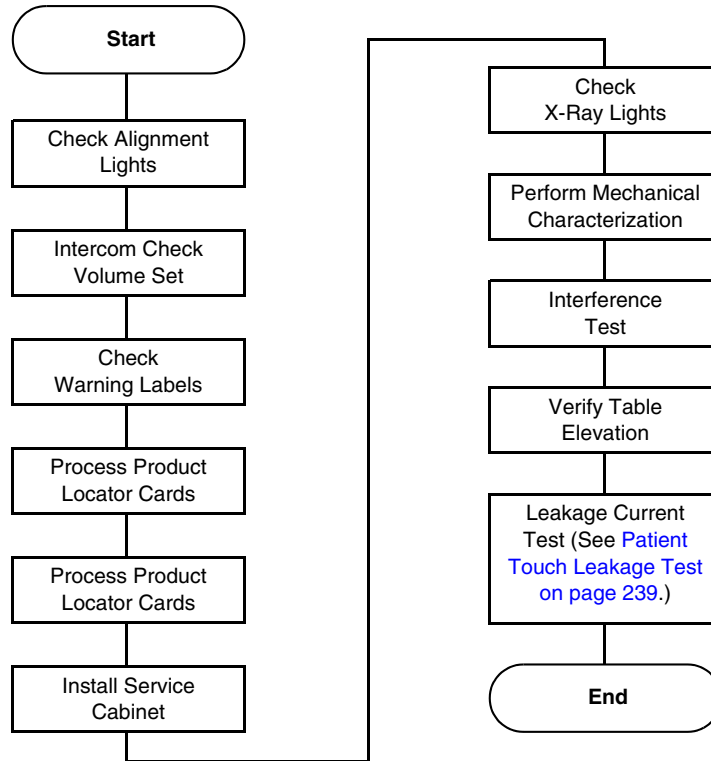 Start
Check Alignment
Lights
Intercom Check
Volume Set
Check
Warning Labels
Process Product
Locator Cards
Process Product
Locator Cards
Install Service
Cabinet
Check
X-Ray Lights
Perform Mechanical
Characterization
Interference
Test
Verify Table
Elevation
Leakage Current
Test (See Patient
Touch Leakage Test
on page 239.)
End